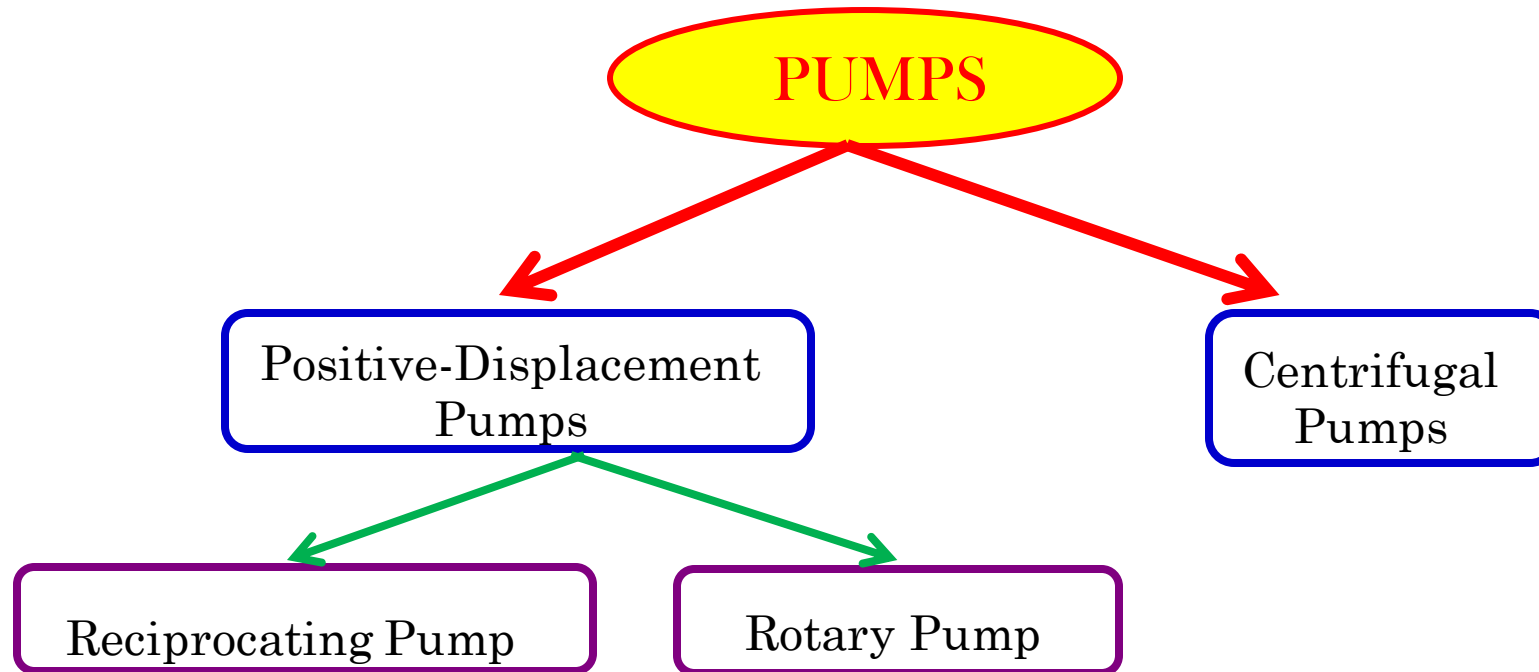 PUMPS
Positive-Displacement
Pumps
Centrifugal
Pumps
Reciprocating Pump
Rotary Pump